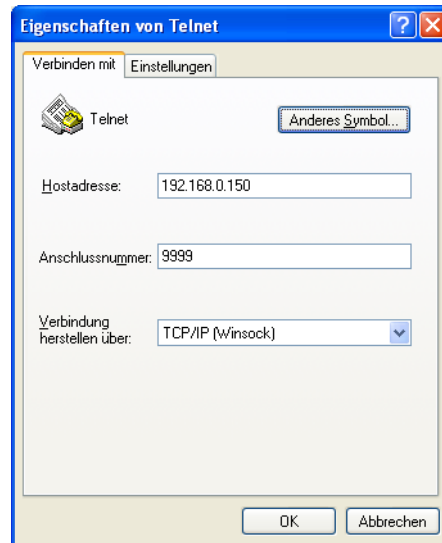 Eigenschaften von Telnet
Verbinden mit
Einstellungen
Telnet
Anderes Symbol...
Hostadresse:
192.168.0.150
Anschlussnummer:
9999
Verbindung
herstellen über:
TCP/IP (Winsock)
OK
Abbrechen